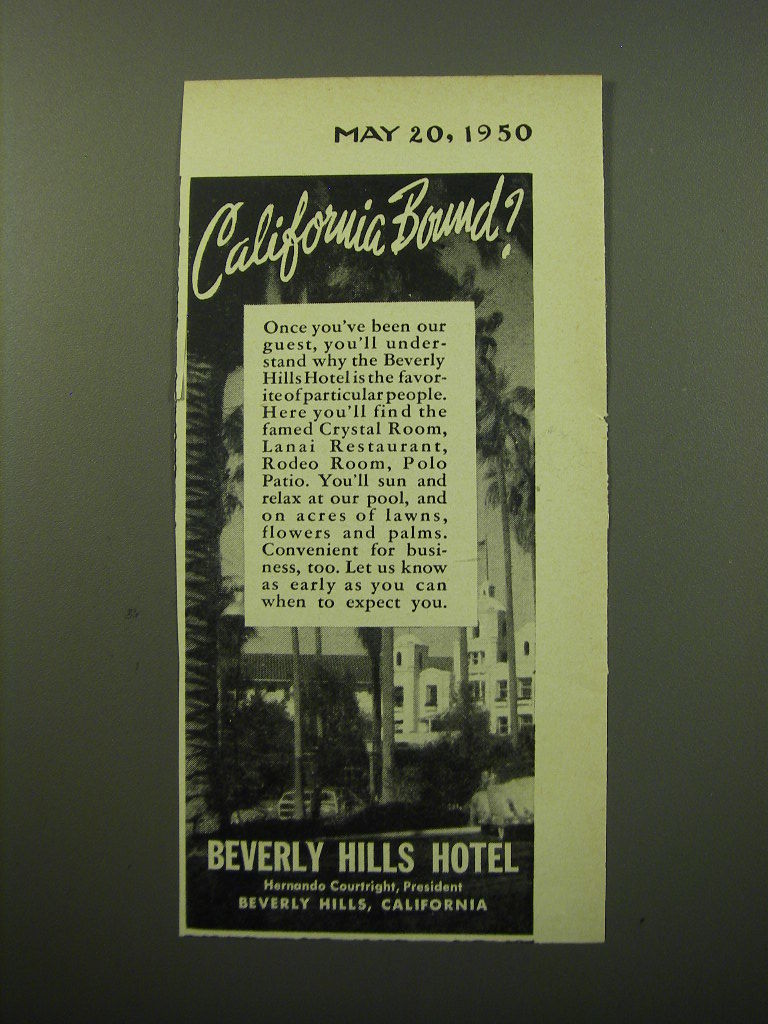 MAY 20, 1950
California Bound?
Once you've been our
guest, you'll under-
stand why the Beverly
Hills Hotel is the favor-
ite of particular people.
Here you'll find the
famed Crystal Room,
Lanai Restaurant,
Rodeo Room, Polo
Patio. You'll sun and
relax at our pool, and
on acres of lawns,
flowers and palms.
Convenient for busi-
ness, too. Let us know
as early as you can
when to expect you.
BEVERLY HILLS HOTEL
Hernando Courtright, President
BEVERLY HILLS, CALIFORNIA